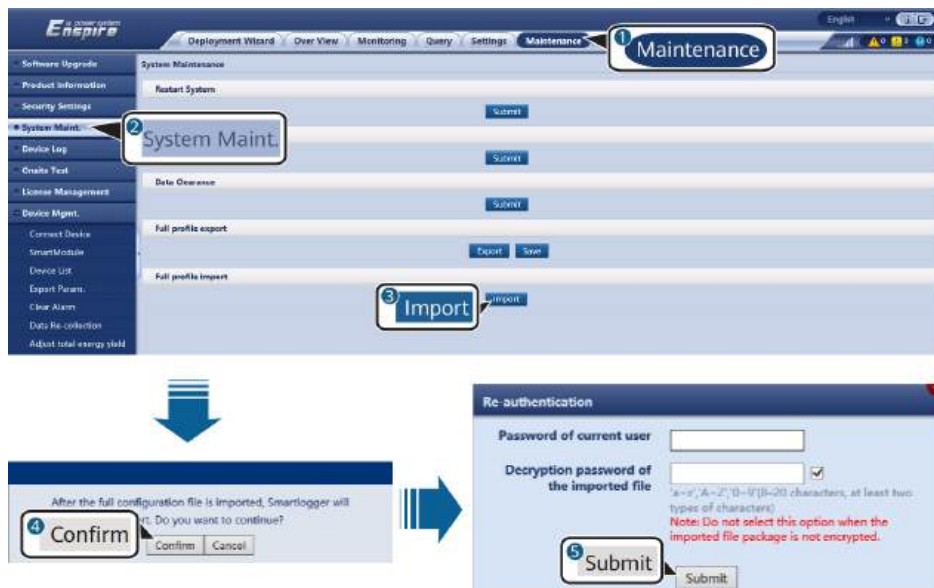 Enspire
English
Deployment Wizard Over View Monitoring Query Settings Maintenance
1 Maintenance
Software Upgrade
Product Information
Security Settings
System Maint.
Device Log
Onsite Test
License Management
Device Mgmt.
Connect Device
SmartModule
Device List
Export Param.
Clear Alarm
Data Re-collection
Adjust total energy yield
System Maintenance
Restart System
Submit
2 System Maint.
Submit
Data Clearance
Submit
Full profile export
Export Save
Full profile import
Import
3 Import
After the full configuration file is imported, Smartlogger will
rt. Do you want to continue?
4 Confirm
Confirm Cancel
Re-authentication
Password of current user
Decryption password of
the imported file
'a~z','A~Z','0~9'(8~20 characters, at least two
types of characters)
Note: Do not select this option when the
imported file package is not encrypted.
5 Submit
Submit